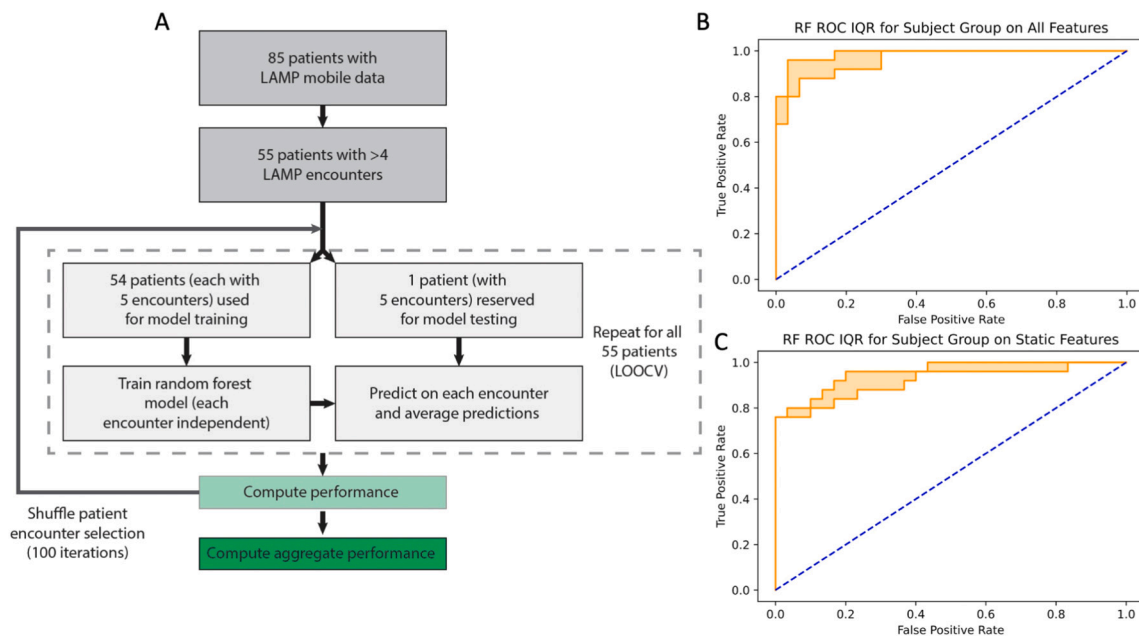 A
85 patients with
LAMP mobile data
55 patients with >4
LAMP encounters
54 patients (each with
5 encounters) used
for model training
1 patient (with
5 encounters) reserved
for model testing
Repeat for all
55 patients
(LOOCV)
Train random forest
model (each
encounter independent)
Predict on each encounter
and average predictions
Compute performance
Shuffle patient
encounter selection
(100 iterations)
Compute aggregate performance
B
RF ROC IQR for Subject Group on All Features
True Positive Rate
1.0
0.8
0.6
0.4
0.2
0.0
0.0 0.2 0.4 0.6 0.8 1.0
False Positive Rate
C
RF ROC IQR for Subject Group on Static Features
True Positive Rate
1.0
0.8
0.6
0.4
0.2
0.0
0.0 0.2 0.4 0.6 0.8 1.0
False Positive Rate